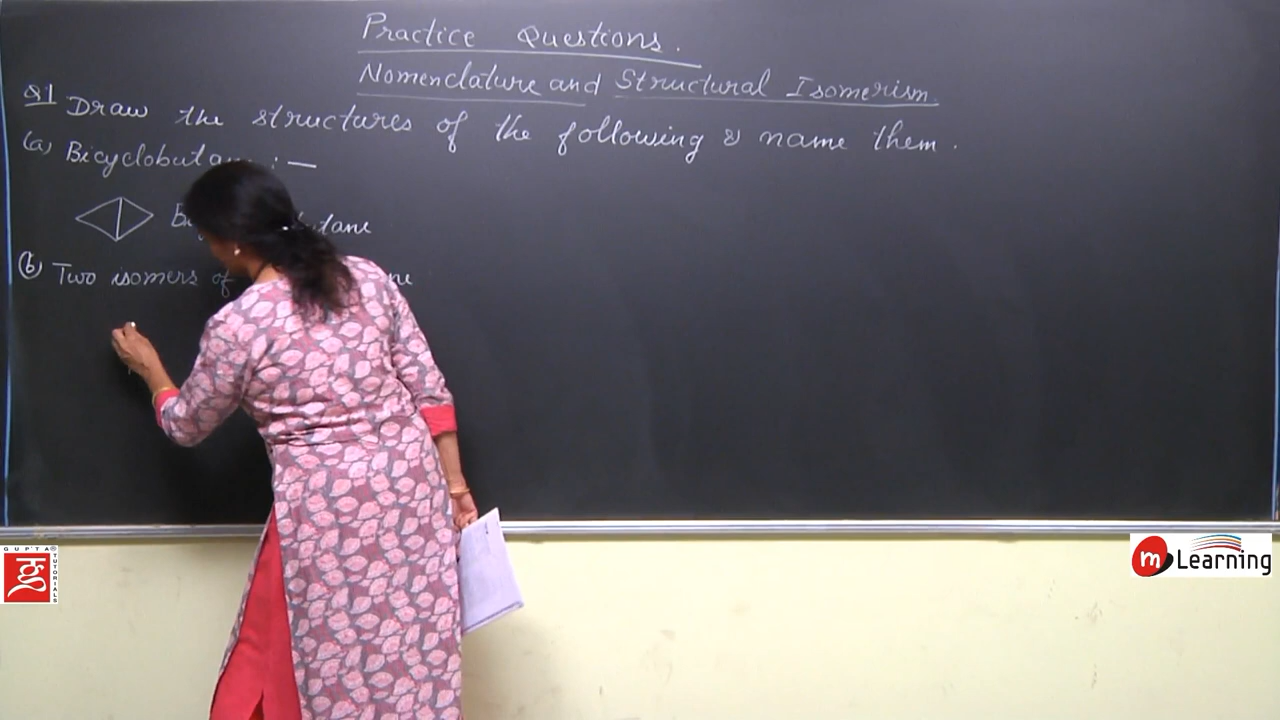 Practice Questions.
Nomenclature and Structural Isomerism.
Q1 Draw the structures of the following & name them.
(a) Bicyclobutane : —
(b) Two isomers of
GUPTA TUTORIALS
m Learning